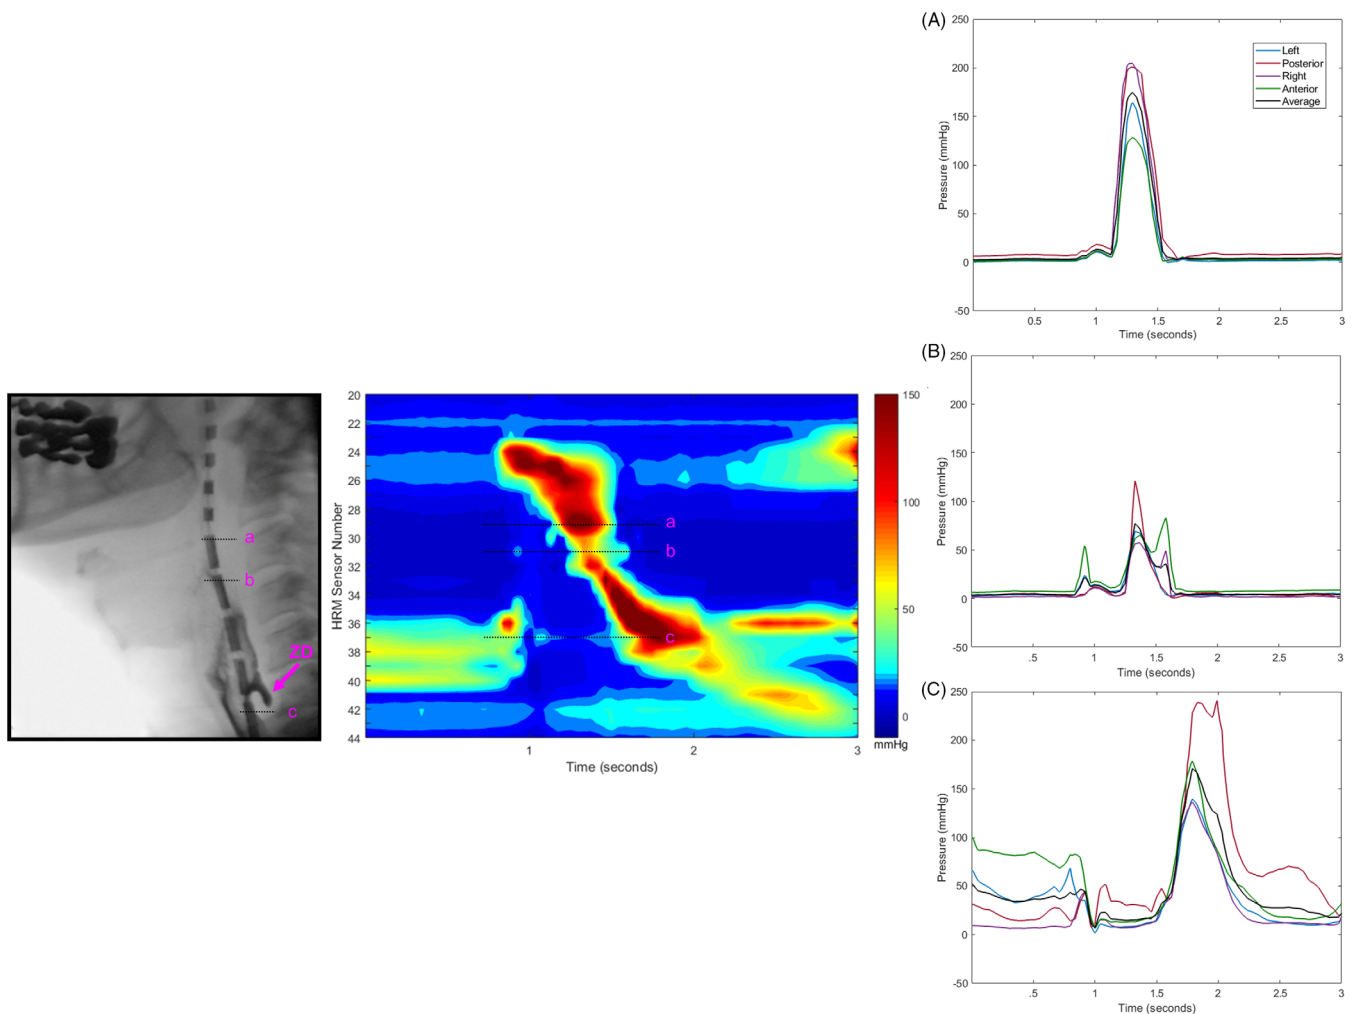 (A)
250
200
150
100
50
0
-50
Pressure (mmHg)
0.5
1
1.5
2
2.5
3
Time (seconds)
Left
Posterior
Right
Anterior
Average
(B)
250
200
150
100
50
0
-50
Pressure (mmHg)
.5
1
1.5
2
2.5
3
Time (seconds)
a
b
ZD
c
20
22
24
26
28
30
32
34
36
38
40
42
44
HRM Sensor Number
1
2
3
Time (seconds)
a
b
c
150
100
50
0
mmHg
(C)
250
200
150
100
50
0
-50
Pressure (mmHg)
.5
1
1.5
2
2.5
3
Time (seconds)